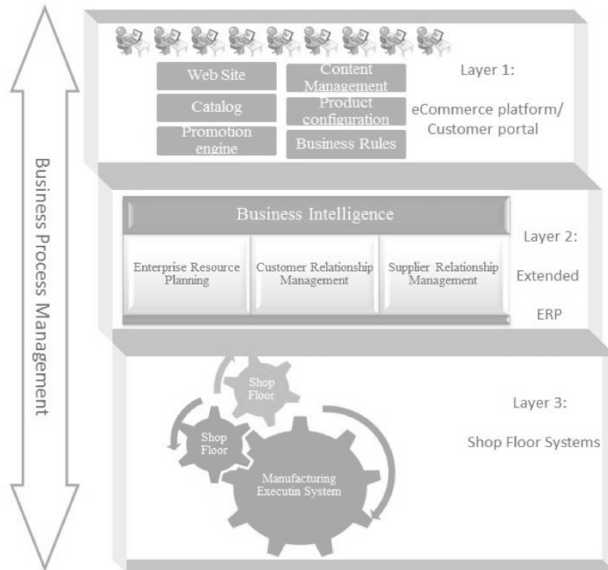 Business Process Management
Web Site
Content
Management
Catalog
Product
configuration
Promotion
engine
Business Rules
Layer 1:
eCommerce platform/
Customer portal
Business Intelligence
Enterprise Resource
Planning
Customer Relationship
Management
Supplier Relationship
Management
Layer 2:
Extended
ERP
Shop
Floor
Shop
Floor
Manufacturing
Executin System
Layer 3:
Shop Floor Systems